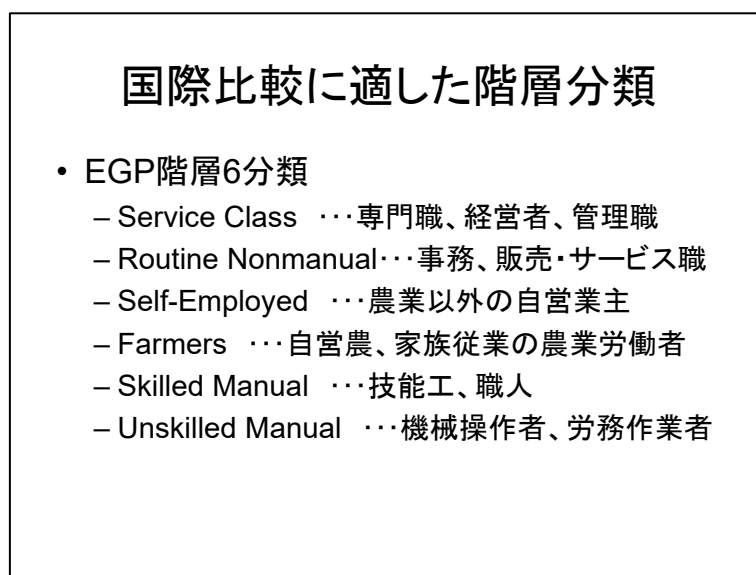 国際比較に適した階層分類
• EGP階層6分類
– Service Class ･･･専門職、経営者、管理職
– Routine Nonmanual･･･事務、販売・サービス職
– Self-Employed ･･･農業以外の自営業主
– Farmers ･･･自営農、家族従業の農業労働者
– Skilled Manual ･･･技能工、職人
– Unskilled Manual ･･･機械操作者、労務作業者